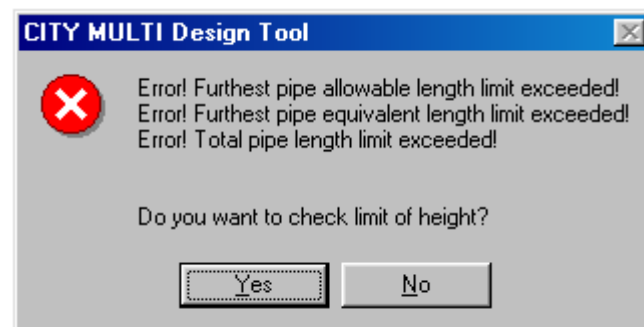 CITY MULTI Design Tool
Error! Furthest pipe allowable length limit exceeded!
Error! Furthest pipe equivalent length limit exceeded!
Error! Total pipe length limit exceeded!
Do you want to check limit of height?
Yes
No